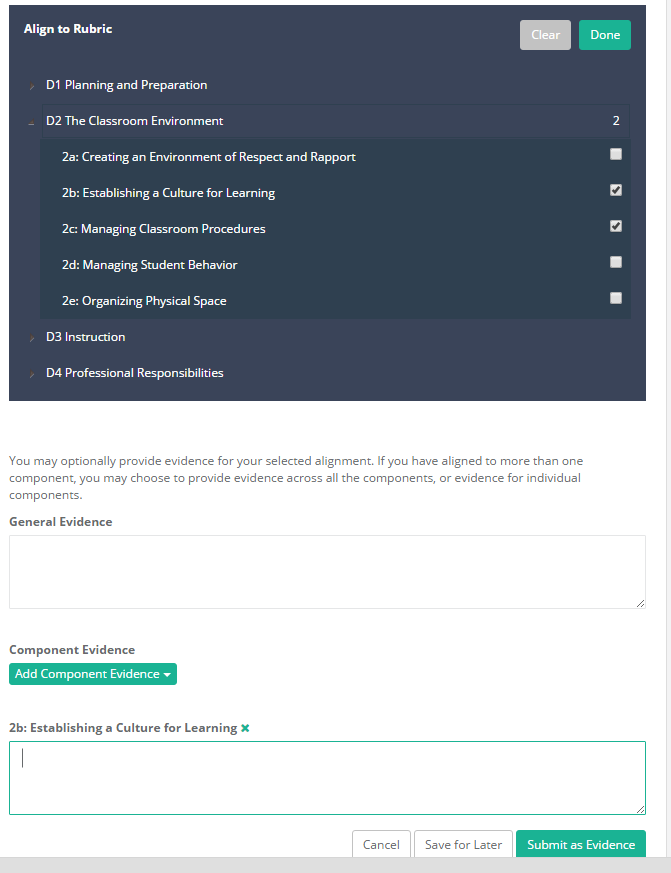 Align to Rubric
Clear
Done
D1 Planning and Preparation
D2 The Classroom Environment 2
2a: Creating an Environment of Respect and Rapport
2b: Establishing a Culture for Learning
2c: Managing Classroom Procedures
2d: Managing Student Behavior
2e: Organizing Physical Space
D3 Instruction
D4 Professional Responsibilities
You may optionally provide evidence for your selected alignment. If you have aligned to more than one
component, you may choose to provide evidence across all the components, or evidence for individual
components.
General Evidence
Component Evidence
Add Component Evidence
2b: Establishing a Culture for Learning
Cancel
Save for Later
Submit as Evidence